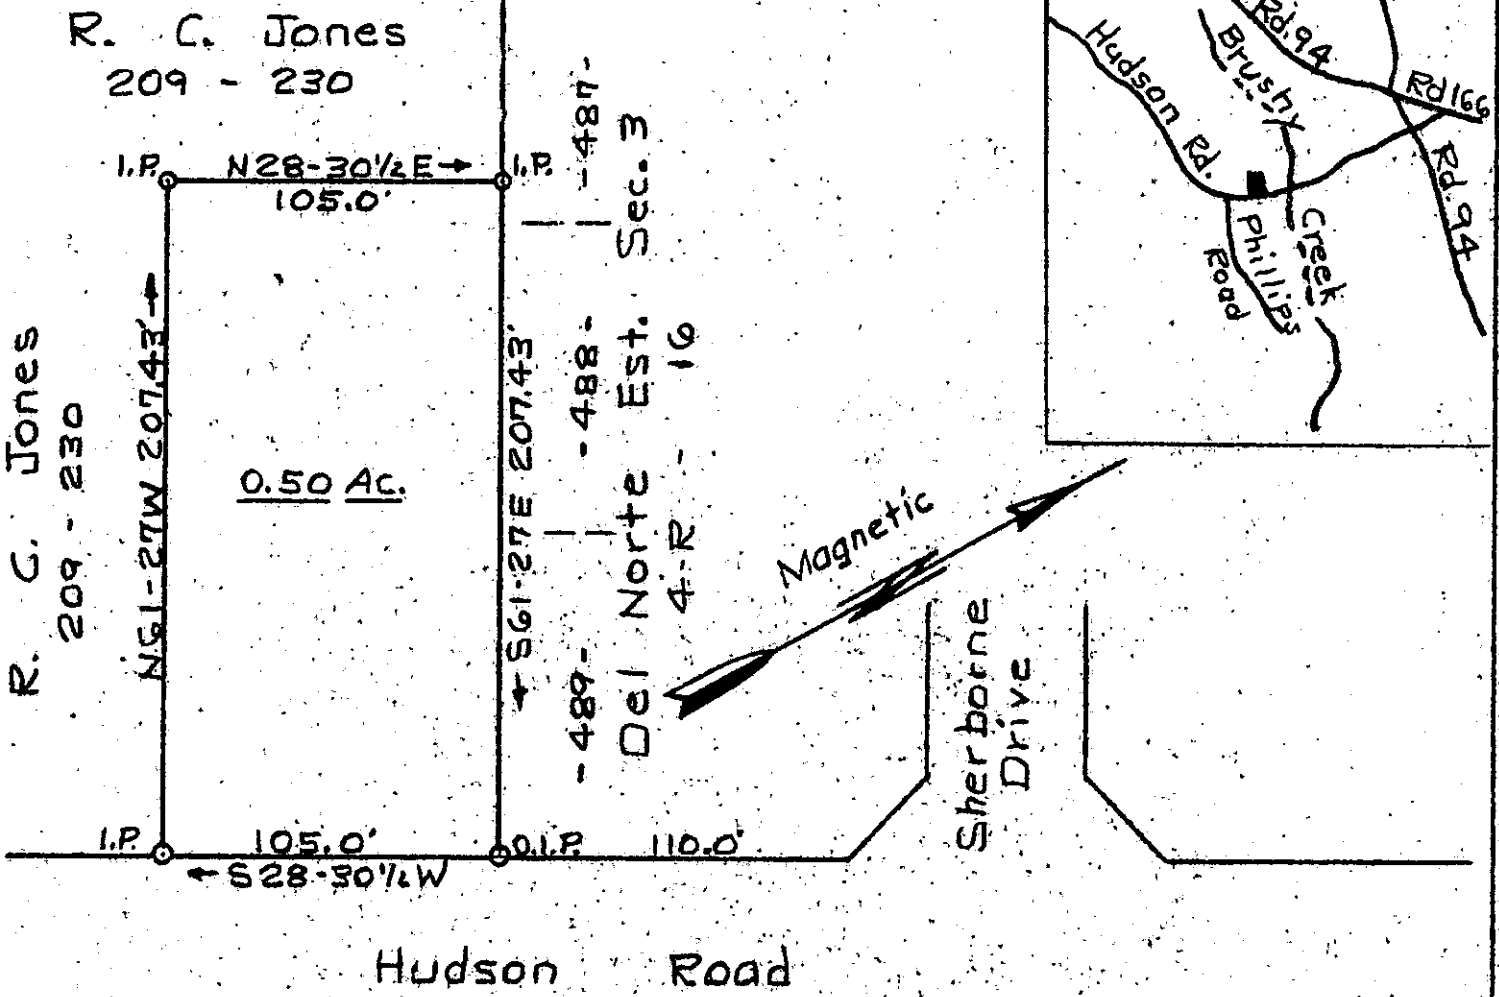 R. C. Jones
209 - 230
I.P.
N28-30½E →
I.P.
105.0'
N61-27W 207.43' →
R. C. Jones
209 - 230
0.50 Ac.
← S61-27E 207.43'
- 489 -
- 488 -
- 487 -
Del Norte Est. Sec. 3
4-R - 16
Magnetic
Sherborne
Drive
I.P.
105.0'
O.I.P.
110.0'
← S28-30½W
Hudson Road
Hudson Rd.
Brushy
Creek
Rd. 94
Rd 166
Rd. 94
Phillips
Road